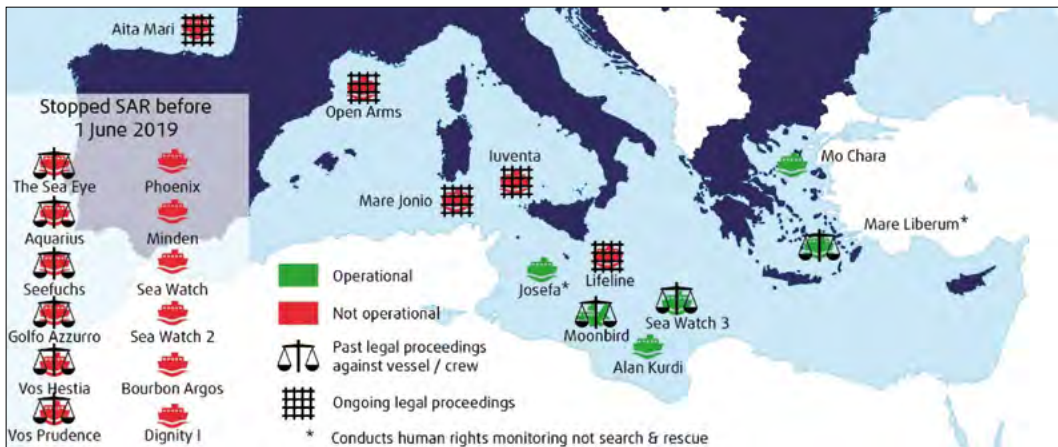 Aita Mari
Stopped SAR before
1 June 2019
The Sea Eye
Phoenix
Aquarius
Minden
Seefuchs
Sea Watch
Golfo Azzurro
Sea Watch 2
Vos Hestia
Bourbon Argos
Vos Prudence
Dignity I
Open Arms
Iuventa
Mare Jonio
Mo Chara
Mare Liberum*
Josefa*
Lifeline
Moonbird
Sea Watch 3
Alan Kurdi
Operational
Not operational
Past legal proceedings
against vessel / crew
Ongoing legal proceedings
* Conducts human rights monitoring not search & rescue